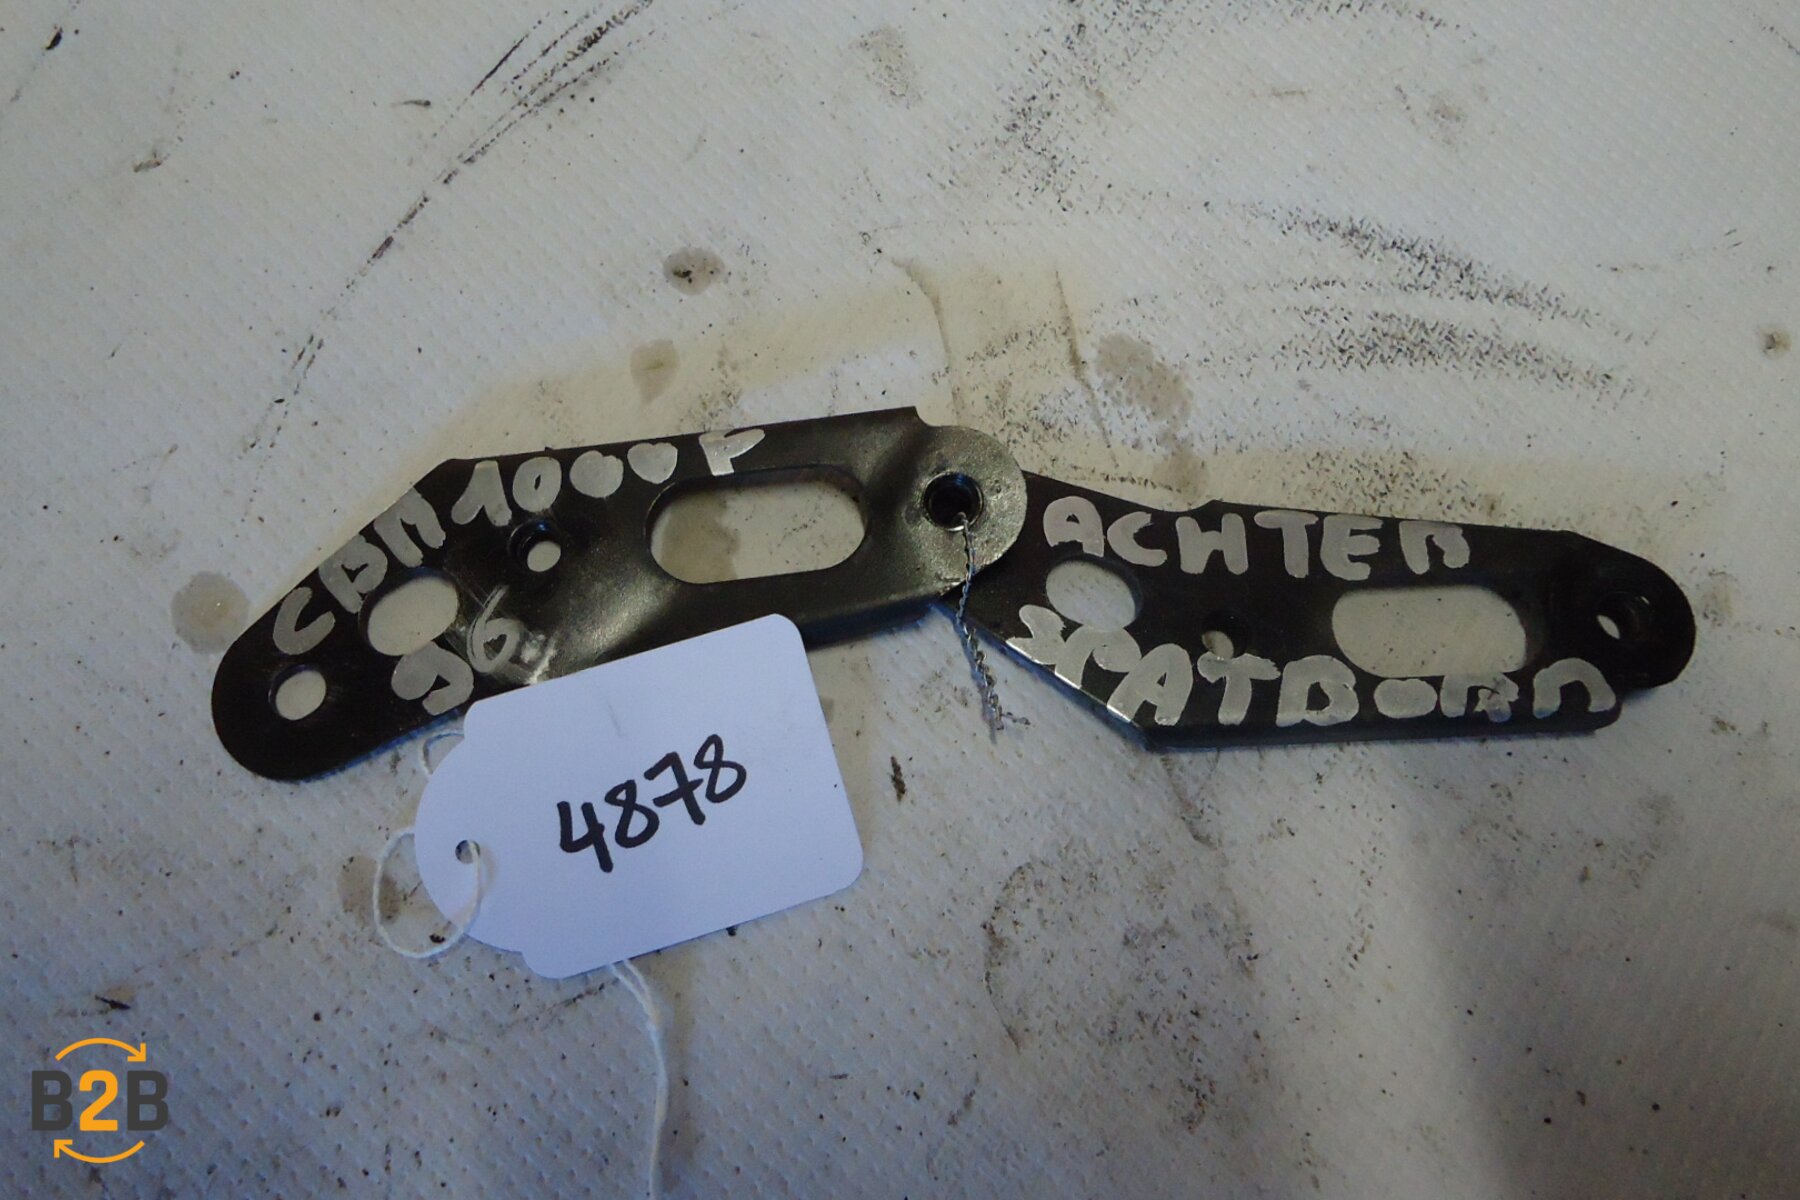 CBR1000F
96
ACHTER
SPATBORD
4878
B2B